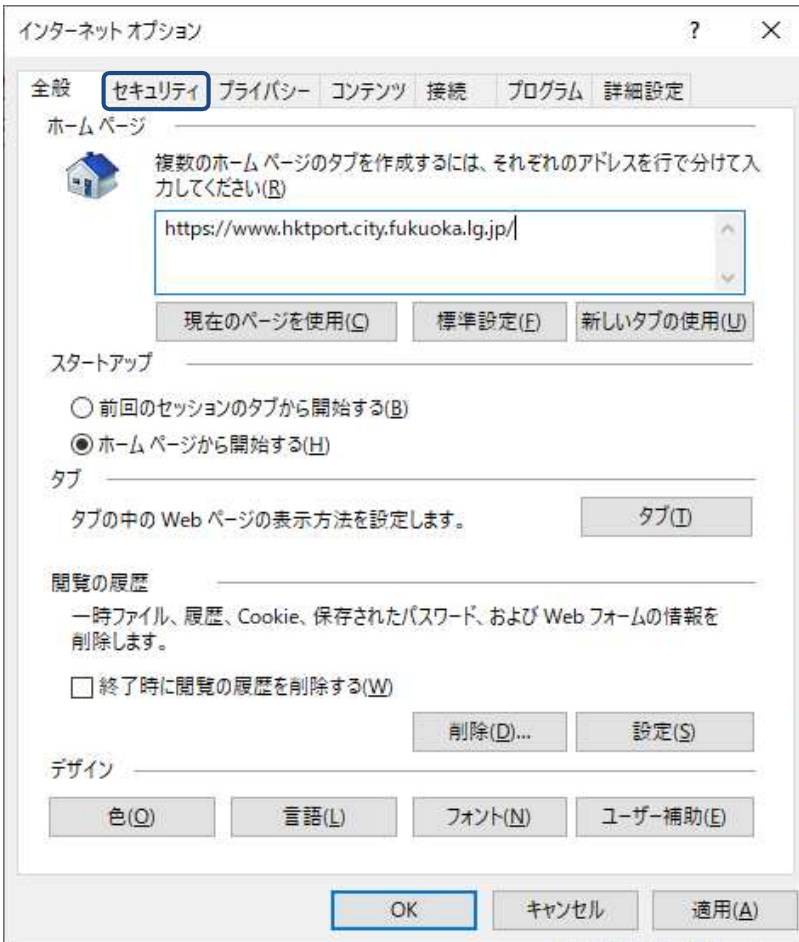 インターネット オプション ? ×
全般 セキュリティ プライバシー コンテンツ 接続 プログラム 詳細設定
ホーム ページ
複数のホーム ページのタブを作成するには、それぞれのアドレスを行で分けて入
力してください(R)
https://www.hktport.city.fukuoka.lg.jp/
現在のページを使用(C) 標準設定(F) 新しいタブの使用(U)
スタートアップ
前回のセッションのタブから開始する(B)
ホーム ページから開始する(H)
タブ
タブの中の Web ページの表示方法を設定します。 タブ(T)
閲覧の履歴
一時ファイル、履歴、Cookie、保存されたパスワード、および Web フォームの情報を
削除します。
終了時に閲覧の履歴を削除する(W)
削除(D)... 設定(S)
デザイン
色(O) 言語(L) フォント(N) ユーザー補助(E)
OK キャンセル 適用(A)